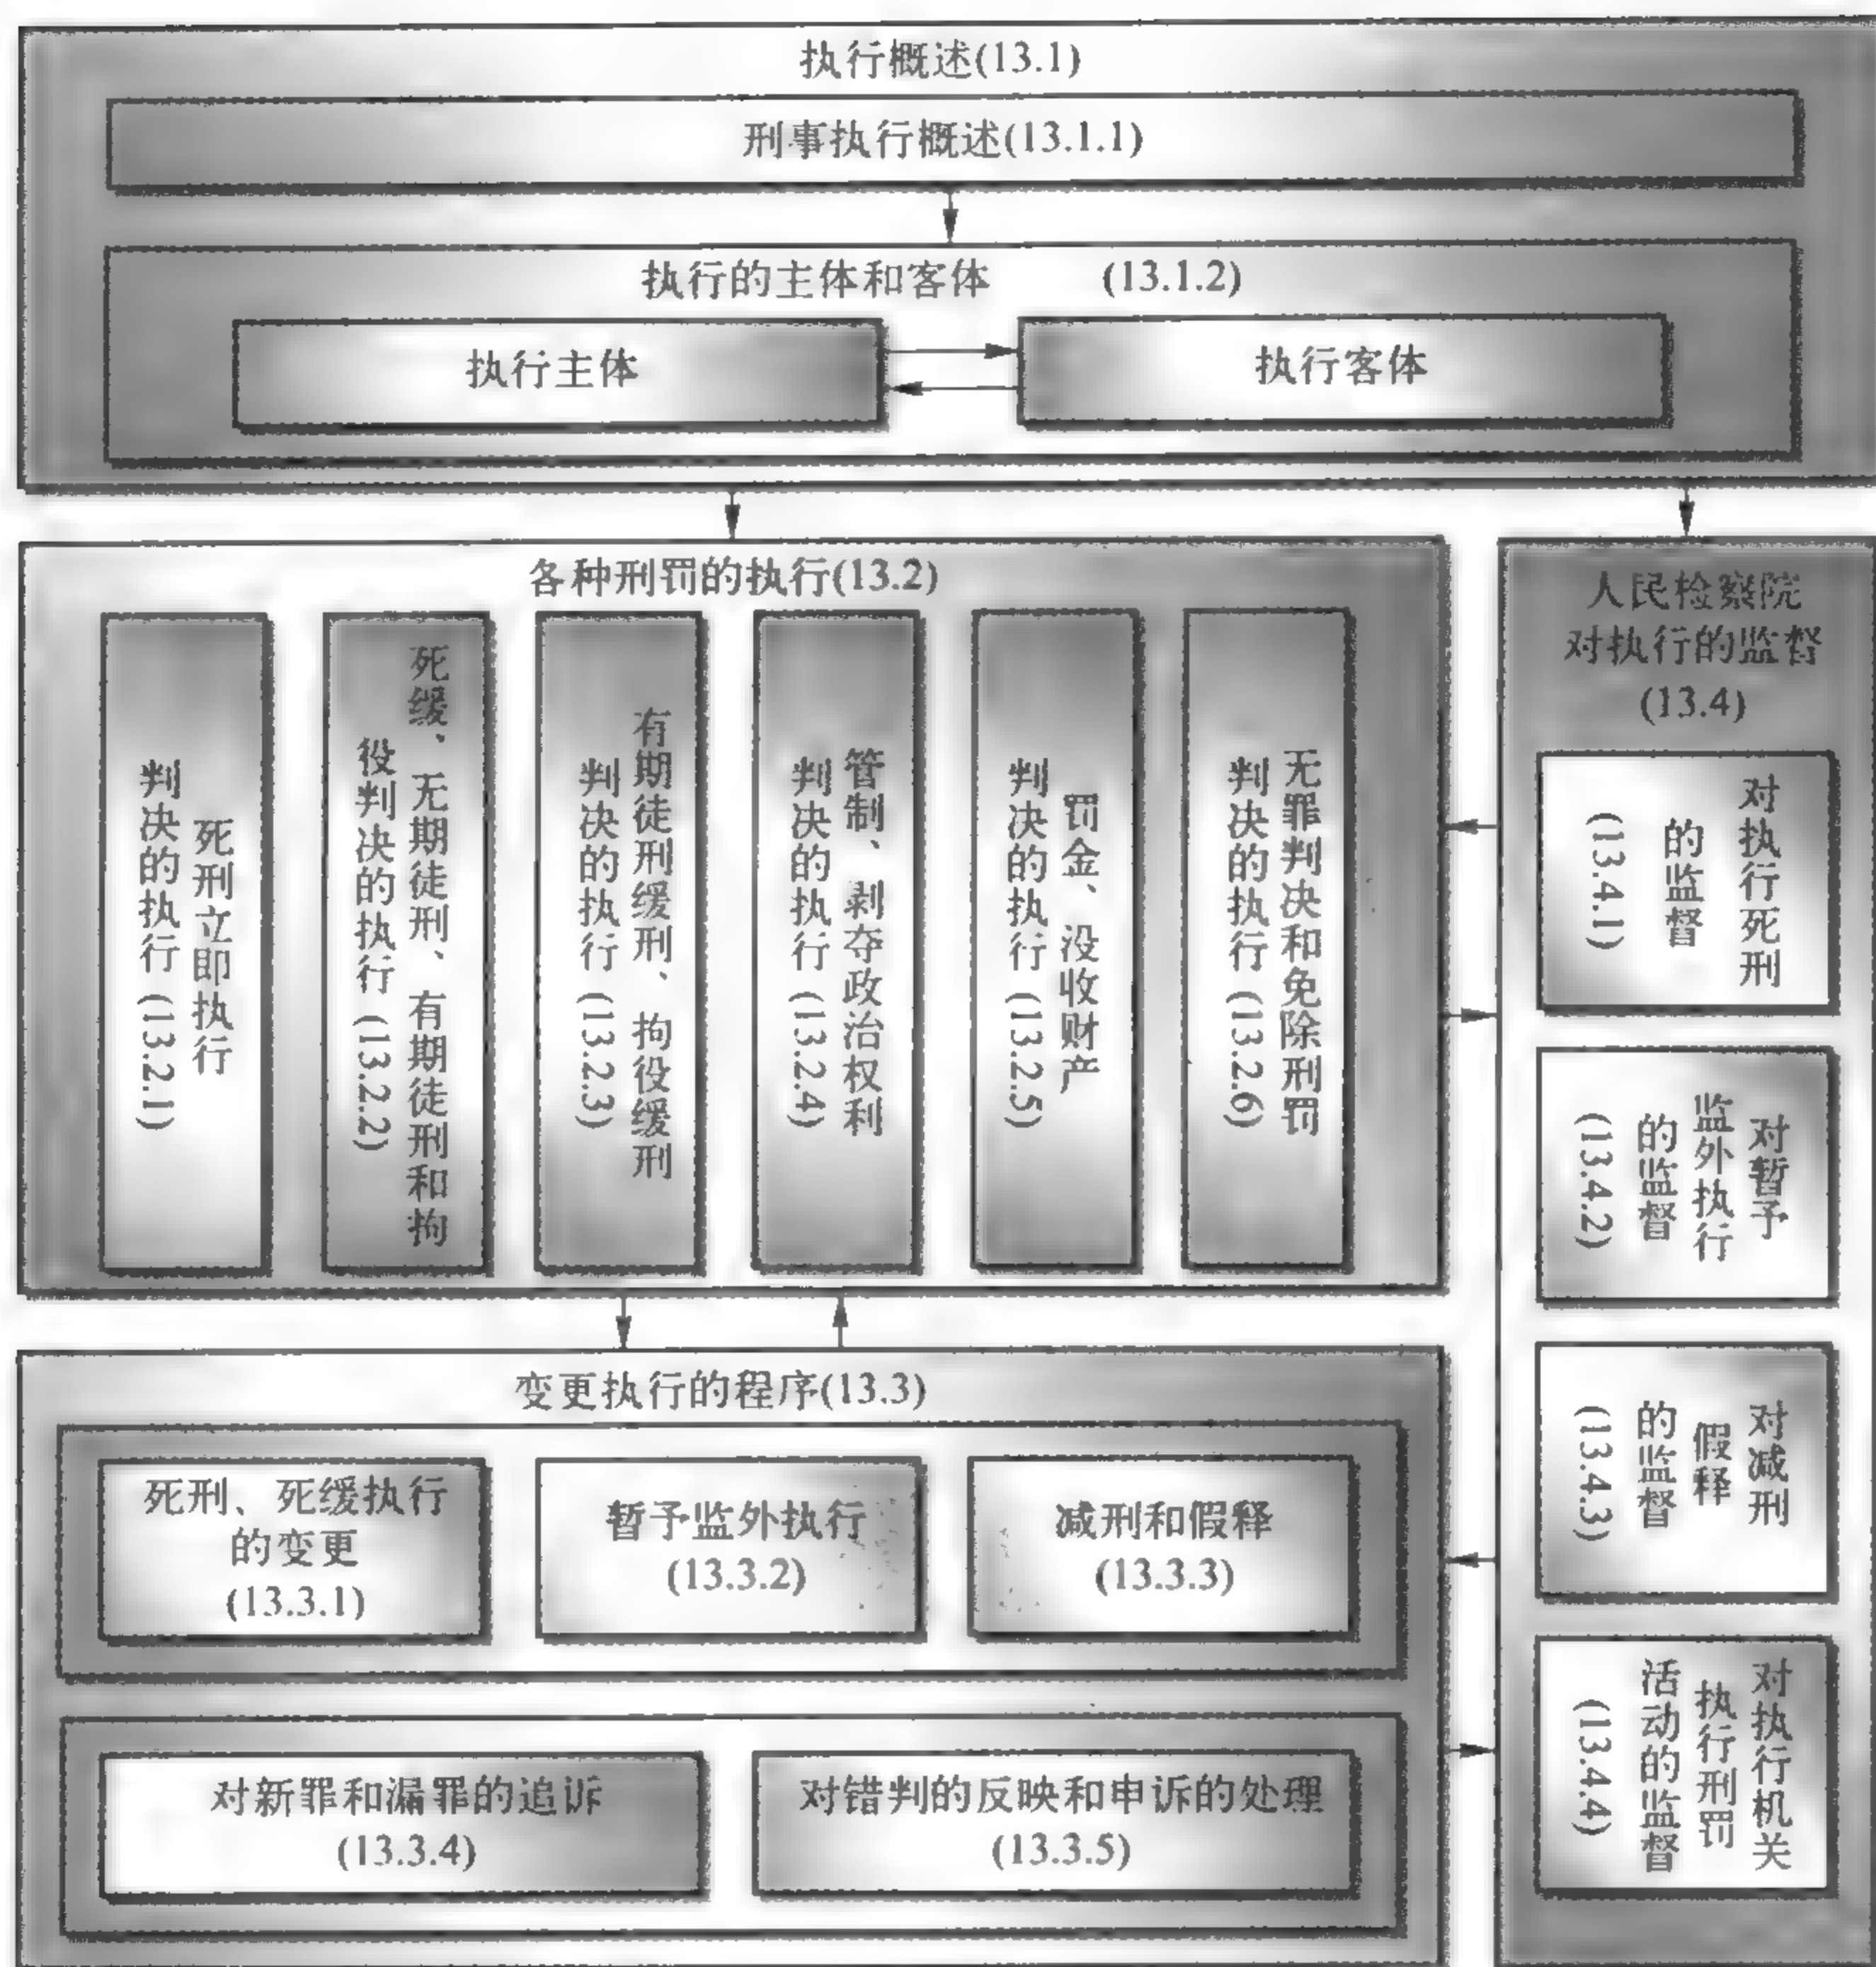 执行概述(13.1)
刑事执行概述(13.1.1)
执行的主体和客体 (13.1.2)
执行主体
执行客体
各种刑罚的执行(13.2)
死刑立即执行
判决的执行(13.2.1)
死缓、无期徒刑、有期徒刑和拘
役判决的执行(13.2.2)
有期徒刑缓刑、拘役缓刑
判决的执行(13.2.3)
管制、剥夺政治权利
判决的执行(13.2.4)
罚金、没收财产
判决的执行(13.2.5)
无罪判决和免除刑罚
判决的执行(13.2.6)
变更执行的程序(13.3)
死刑、死缓执行
的变更
(13.3.1)
暂予监外执行
(13.3.2)
减刑和假释
(13.3.3)
对新罪和漏罪的追诉
(13.3.4)
对错判的反映和申诉的处理
(13.3.5)
人民检察院
对执行的监督
(13.4)
对执行死刑
的监督
(13.4.1)
对暂予
监外执行
的监督
(13.4.2)
对减刑
假释
的监督
(13.4.3)
对执行机关
执行刑罚
活动的监督
(13.4.4)